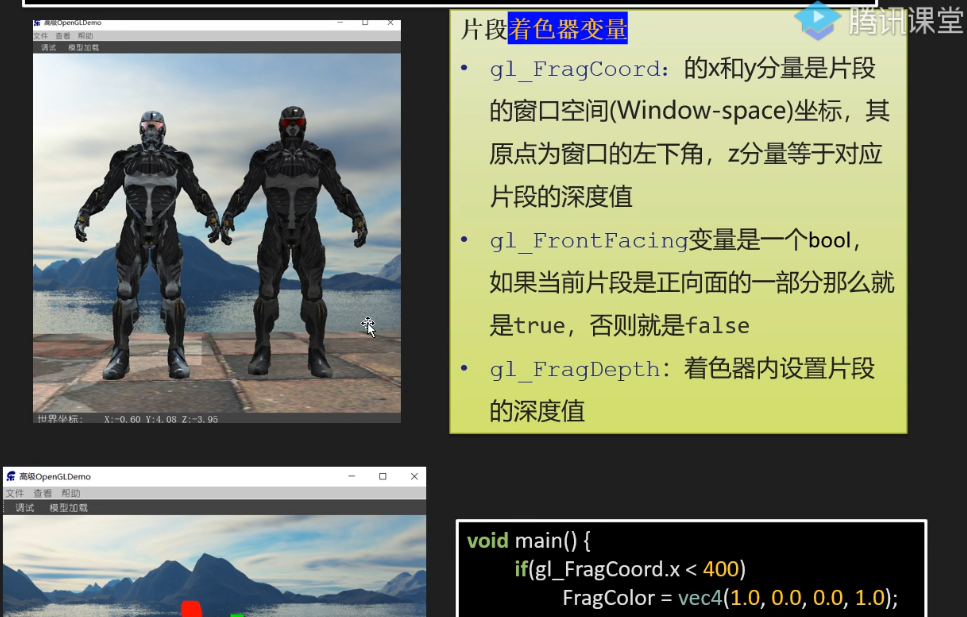 高级OpenGLDemo
文件 查看 帮助
调试 模型加载
世界坐标: X:-0.60 Y:4.08 Z:-3.95
腾讯课堂
片段着色器变量
• gl_FragCoord：的x和y分量是片段
的窗口空间(Window-space)坐标，其
原点为窗口的左下角，z分量等于对应
片段的深度值
• gl_FrontFacing变量是一个bool，
如果当前片段是正向面的一部分那么就
是true，否则就是false
• gl_FragDepth：着色器内设置片段
的深度值
高级OpenGLDemo
文件 查看 帮助
调试 模型加载
void main() {
if(gl_FragCoord.x < 400)
FragColor = vec4(1.0, 0.0, 0.0, 1.0);